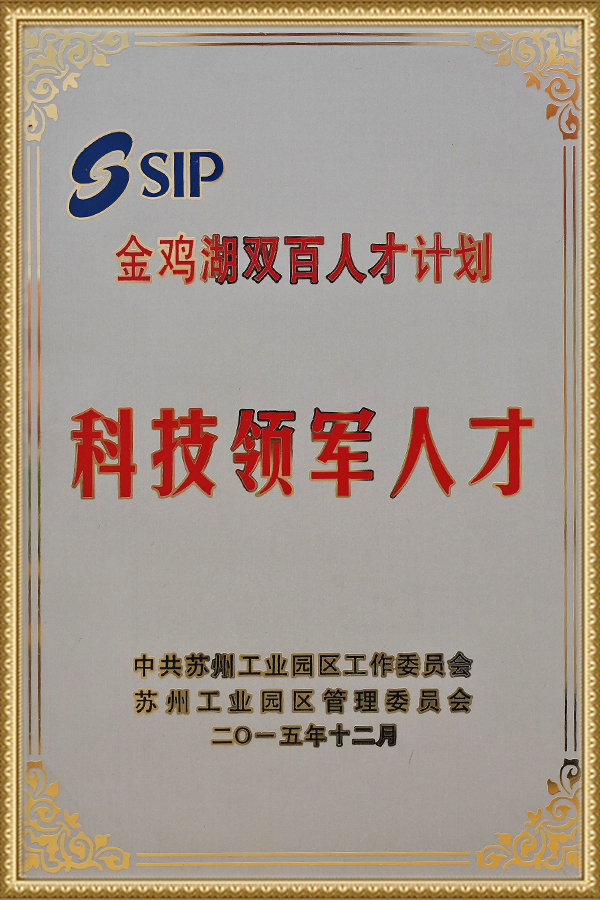 SIP
金鸡湖双百人才计划
科技领军人才
中共苏州工业园区工作委员会
苏州工业园区管理委员会
二〇一五年十二月